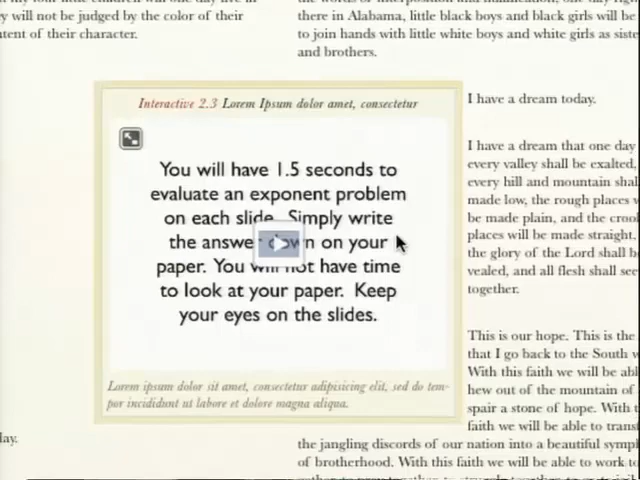 y will not be judged by the color of their
tent of their character.
there in Alabama, little black boys and black girls will be
to join hands with little white boys and white girls as siste
and brothers.
Interactive 2.3 Lorem Ipsum dolor amet, consectetur
You will have 1.5 seconds to
evaluate an exponent problem
on each slide. Simply write
the answer down on your
paper. You will not have time
to look at your paper. Keep
your eyes on the slides.
Lorem ipsum dolor sit amet, consectetur adipisicing elit, sed do tem-
por incididunt ut labore et dolore magna aliqua.
I have a dream today.
I have a dream that one day
every valley shall be exalted,
every hill and mountain shal
made low, the rough places w
be made plain, and the croo
places will be made straight.
the glory of the Lord shall b
vealed, and all flesh shall see
together.
This is our hope. This is the
that I go back to the South w
With this faith we will be abl
hew out of the mountain of
spair a stone of hope. With t
faith we will be able to trans
lay.
the jangling discords of our nation into a beautiful symp
of brotherhood. With this faith we will be able to work to